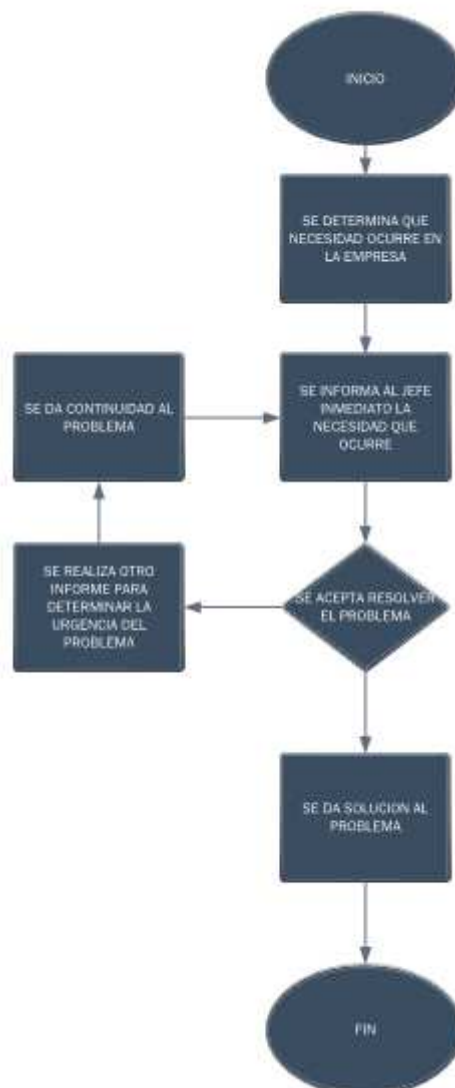 INICIO
SE DETERMINA QUE
NECESIDAD OCURRE EN
LA EMPRESA
SE INFORMA AL JEFE
INMEDIATO LA
NECESIDAD QUE
OCURRE
SE DA CONTINUIDAD AL
PROBLEMA
SE ACEPTA RESOLVER
EL PROBLEMA
SE REALIZA OTRO
INFORME PARA
DETERMINAR LA
URGENCIA DEL
PROBLEMA
SE DA SOLUCION AL
PROBLEMA
FIN